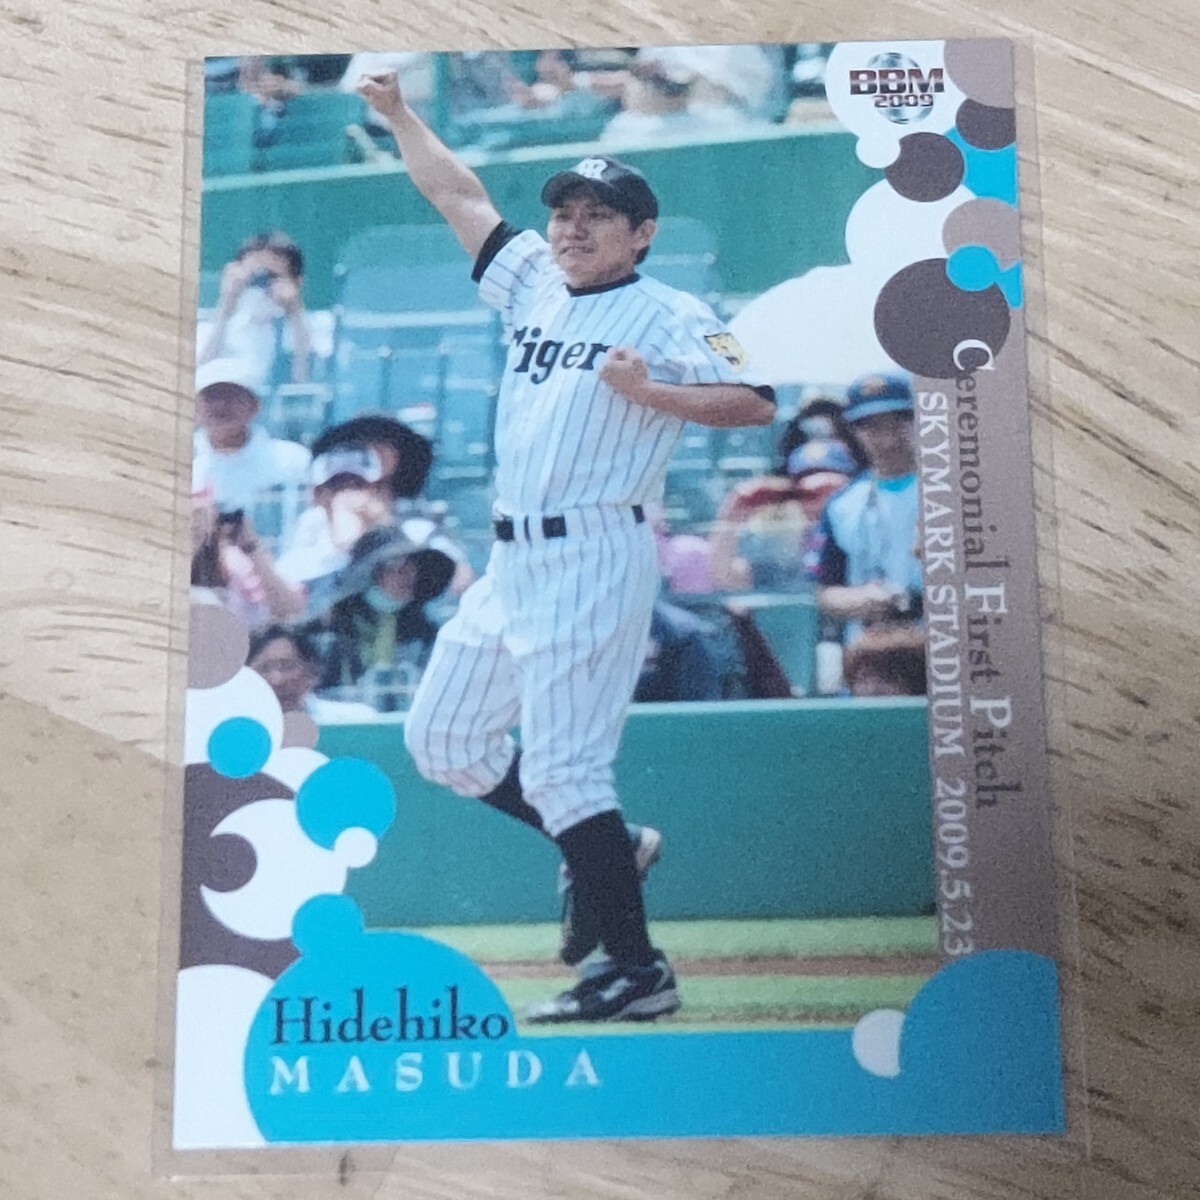 BBM
2009
Ceremonial First Pitch
SKYMARK STADIUM 2009.5.23
Tigers
Hidehiko
MASUDA